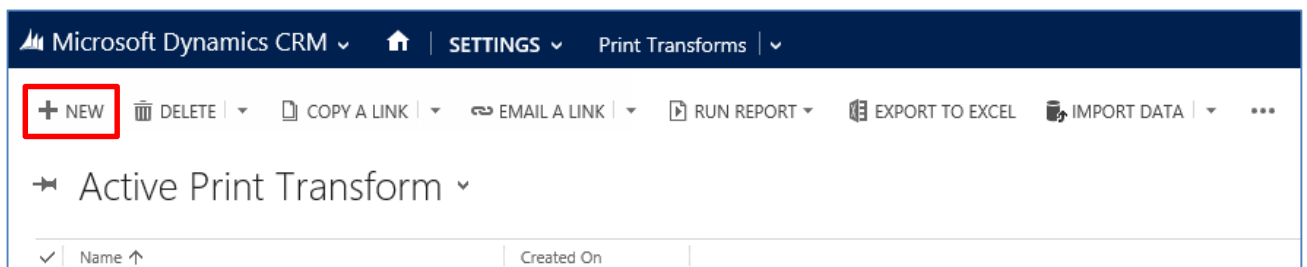 Microsoft Dynamics CRM SETTINGS Print Transforms
NEW DELETE COPY A LINK EMAIL A LINK RUN REPORT EXPORT TO EXCEL IMPORT DATA •••
Active Print Transform
Name Created On